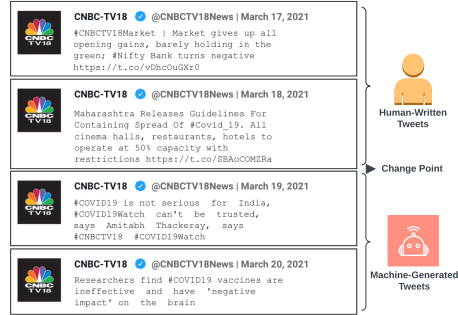 CNBC-TV18 @CNBCTV18News | March 17, 2021
#CNBCTV18Market | Market gives up all
opening gains, barely holding in the
green; #Nifty Bank turns negative
https://t.co/vDhcOuGXr0
CNBC
TV18
CNBC-TV18 @CNBCTV18News | March 18, 2021
Maharashtra Releases Guidelines For
Containing Spread Of #Covid_19. All
cinema halls, restaurants, hotels to
operate at 50% capacity with
restrictions https://t.co/SBAoCOMZRa
CNBC
TV18
Human-Written
Tweets
Change Point
CNBC-TV18 @CNBCTV18News | March 19, 2021
#COVID19 is not serious for India,
#COVID19Watch can't be trusted,
says Amitabh Thackeray, says
#CNBCTV18 #COVID19Watch
CNBC
TV18
CNBC-TV18 @CNBCTV18News | March 20, 2021
Researchers find #COVID19 vaccines are
ineffective and have 'negative
impact' on the brain
CNBC
TV18
Machine-Generated
Tweets